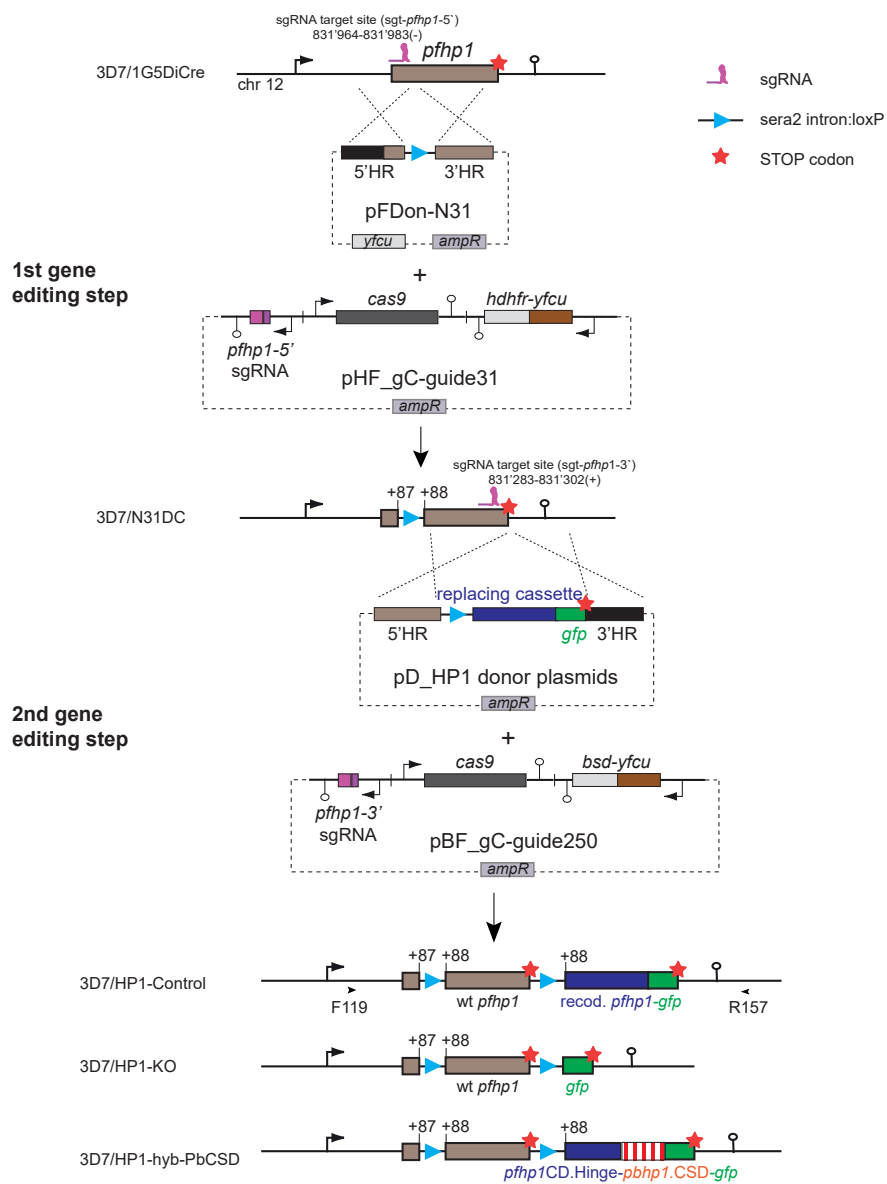 sgRNA target site (sgt-pfhp1-5`)
831'964-831'983(-)
pfhp1
3D7/1G5DiCre
chr 12
sgRNA
sera2 intron:loxP
STOP codon
5'HR
3'HR
pFDon-N31
yfcu
ampR
+
1st gene
editing step
cas9
hdhfr-yfcu
pfhp1-5'
sgRNA
pHF_gC-guide31
ampR
sgRNA target site (sgt-pfhp1-3`)
831'283-831'302(+)
+87
+88
3D7/N31DC
replacing cassette
5'HR
gfp
3'HR
pD_HP1 donor plasmids
ampR
2nd gene
editing step
+
cas9
bsd-yfcu
pfhp1-3'
sgRNA
pBF_gC-guide250
ampR
+87
+88
+88
3D7/HP1-Control
F119
wt pfhp1
recod. pfhp1-gfp
R157
+87
+88
3D7/HP1-KO
wt pfhp1
gfp
+87
+88
+88
3D7/HP1-hyb-PbCSD
wt pfhp1
pfhp1CD.Hinge-pbhp1.CSD-gfp